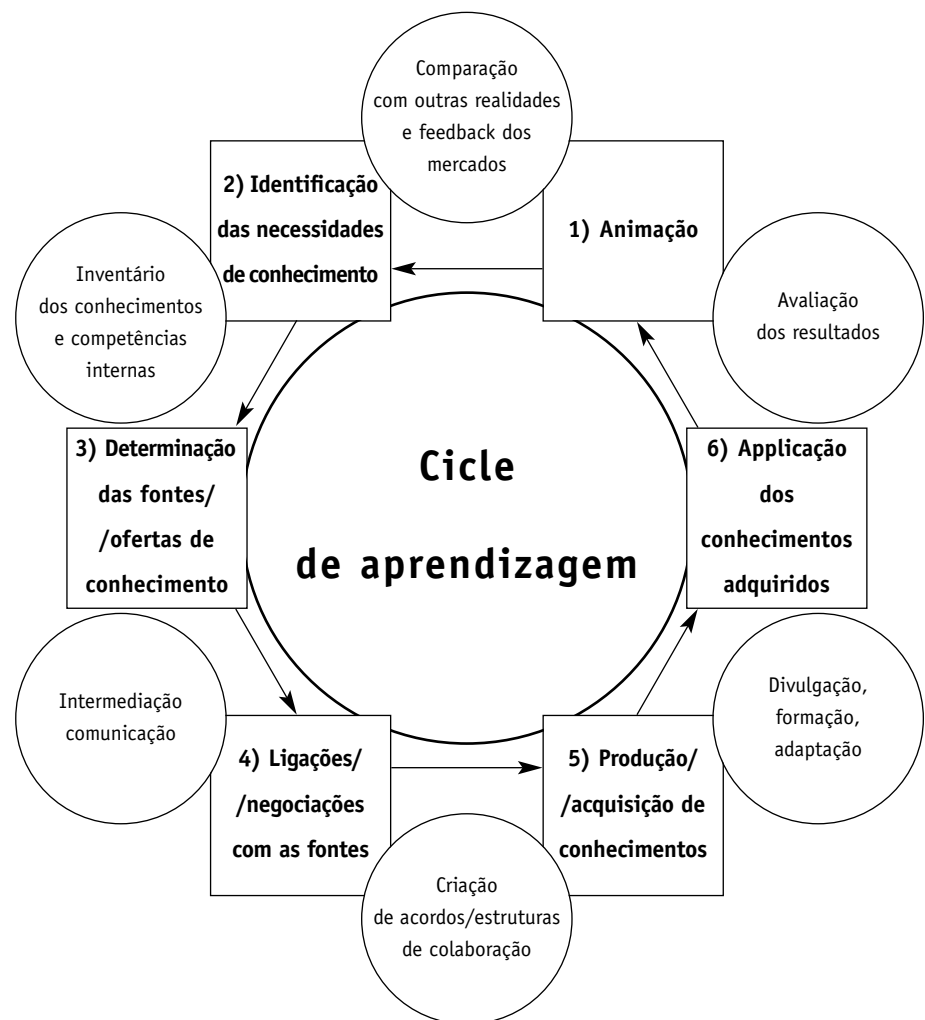 Comparação
com outras realidades
e feedback dos
mercados
1) Animação
2) Identificação
das necessidades
de conhecimento
Inventário
dos conhecimentos
e competências
internas
Avaliação
dos resultados
3) Determinação
das fontes/
/ofertas de
conhecimento
Cicle
de aprendizagem
6) Applicação
dos
conhecimentos
adquiridos
Intermediação
comunicação
4) Ligações/
/negociações
com as fontes
5) Produção/
/acquisição de
conhecimentos
Divulgação,
formação,
adaptação
Criação
de acordos/estruturas
de colaboração